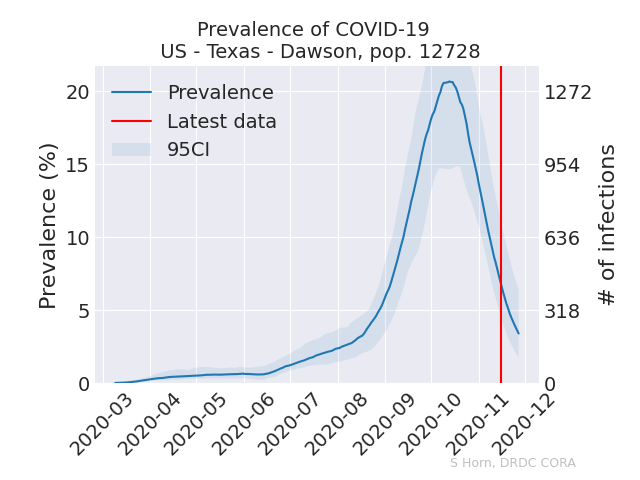 Prevalence of COVID-19
US - Texas - Dawson, pop. 12728
Prevalence
Latest data
95CI
Prevalence (%)
20
15
10
5
0
# of infections
1272
954
636
318
0
2020-03
2020-04
2020-05
2020-06
2020-07
2020-08
2020-09
2020-10
2020-11
2020-12
S Horn, DRDC CORA